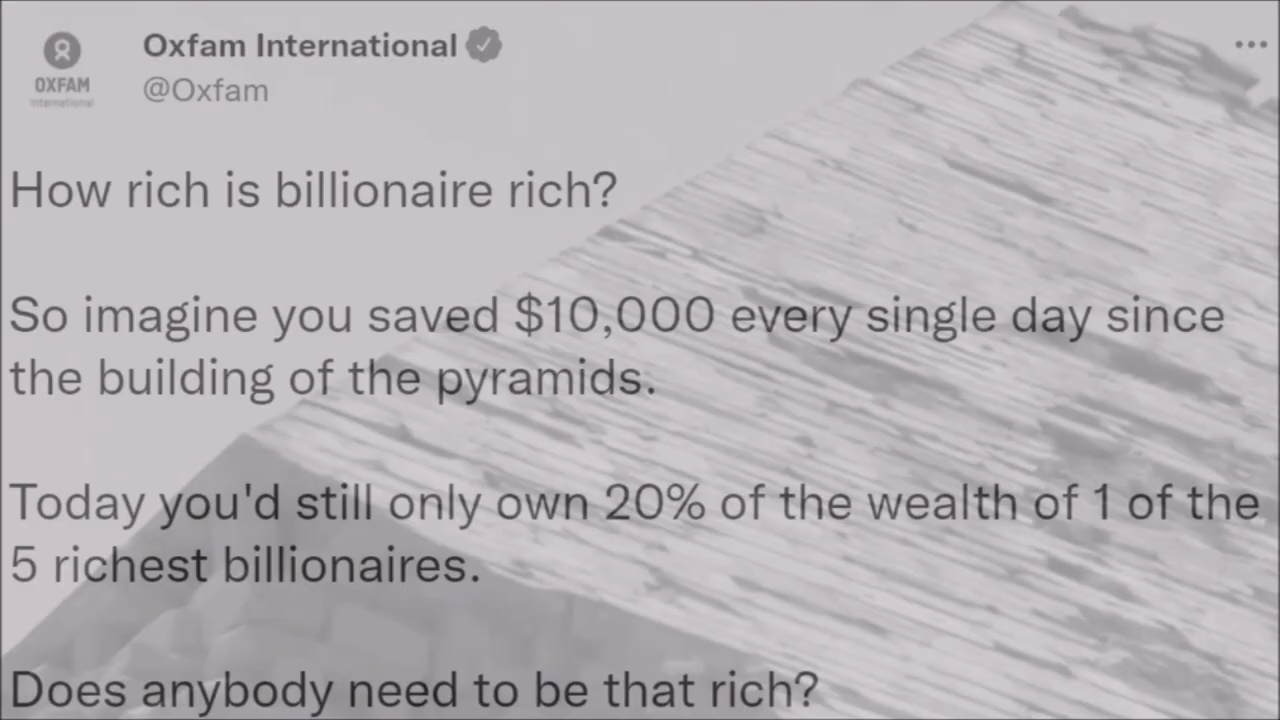 Oxfam International
OXFAM
International
@Oxfam
How rich is billionaire rich?
So imagine you saved $10,000 every single day since
the building of the pyramids.
Today you'd still only own 20% of the wealth of 1 of the
5 richest billionaires.
Does anybody need to be that rich?